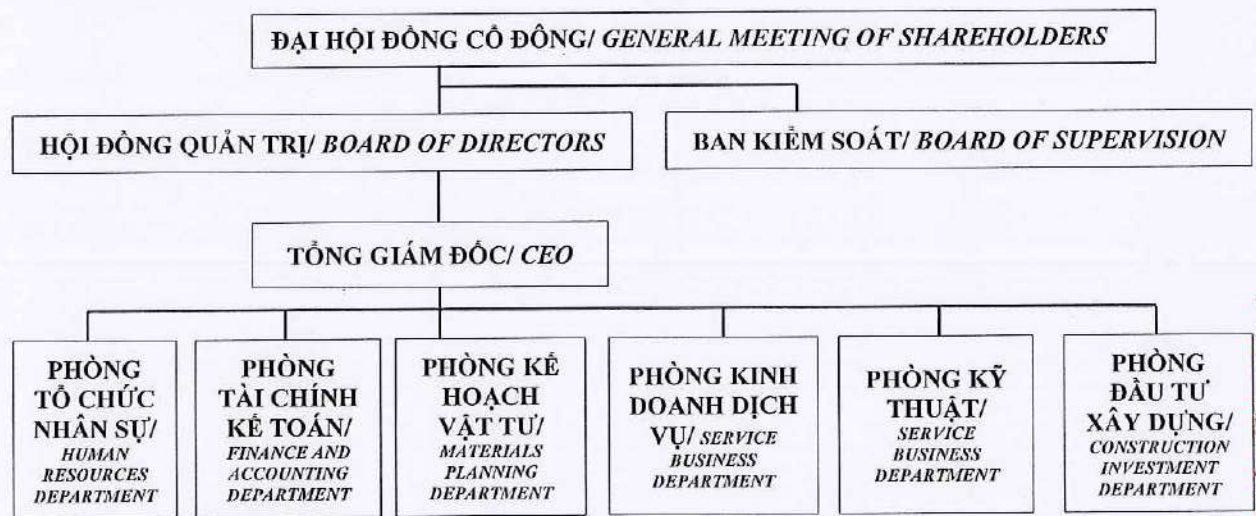 ĐẠI HỘI ĐỒNG CỔ ĐÔNG/ GENERAL MEETING OF SHAREHOLDERS
HỘI ĐỒNG QUẢN TRỊ/ BOARD OF DIRECTORS
BAN KIỂM SOÁT/ BOARD OF SUPERVISION
TỔNG GIÁM ĐỐC/ CEO
PHÒNG
TỔ CHỨC
NHÂN SỰ/
HUMAN
RESOURCES
DEPARTMENT
PHÒNG
TÀI CHÍNH
KẾ TOÁN/
FINANCE AND
ACCOUNTING
DEPARTMENT
PHÒNG KẾ
HOẠCH
VẬT TƯ/
MATERIALS
PLANNING
DEPARTMENT
PHÒNG KINH
DOANH DỊCH
VỤ/ SERVICE
BUSINESS
DEPARTMENT
PHÒNG KỸ
THUẬT/
SERVICE
BUSINESS
DEPARTMENT
PHÒNG
ĐẦU TƯ
XÂY DỰNG/
CONSTRUCTION
INVESTMENT
DEPARTMENT